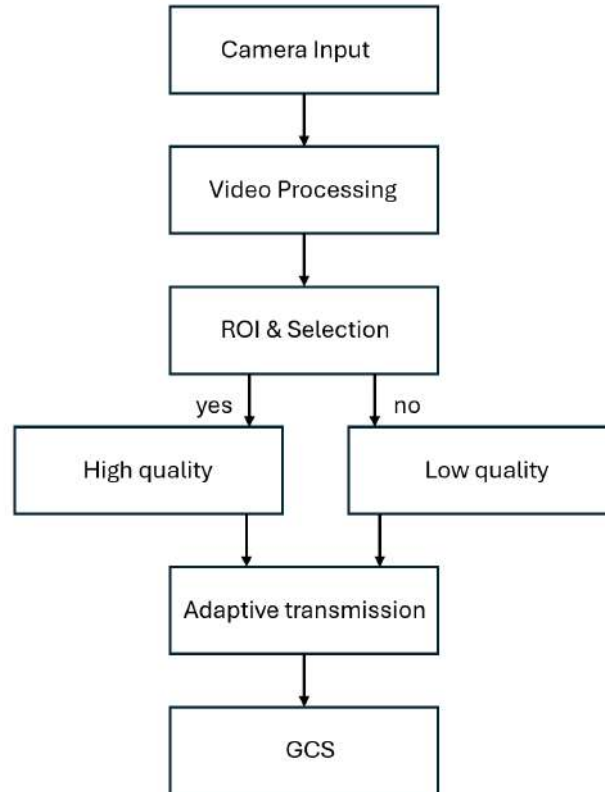 Camera Input
Video Processing
ROI & Selection
yes
no
High quality
Low quality
Adaptive transmission
GCS